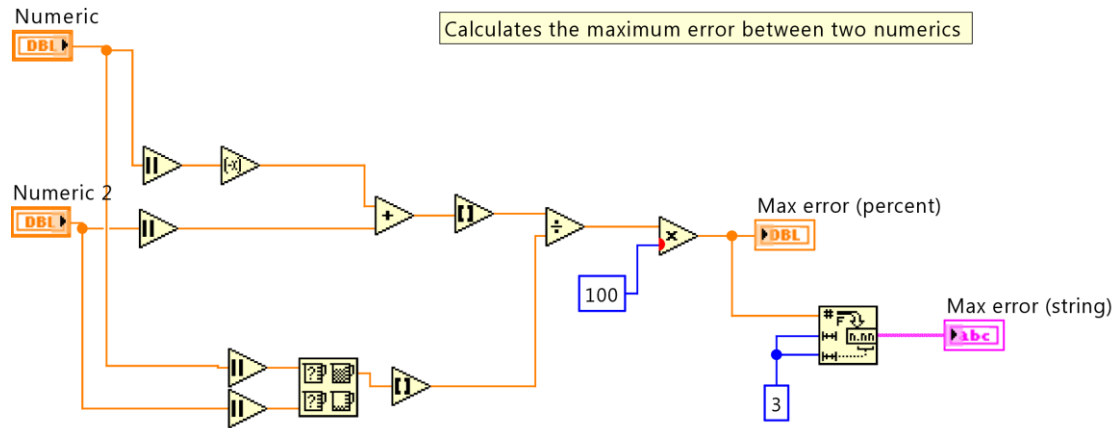 Numeric
DBL
Calculates the maximum error between two numerics
(-x)
Numeric 2
DBL
+
[ ]
÷
×
Max error (percent)
DBL
100
# F
n.nn
Max error (string)
abc
?
?
[ ]
3